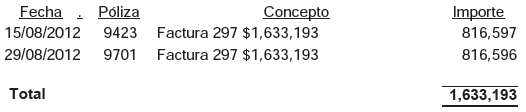 Fecha . Póliza Concepto Importe
15/08/2012 9423 Factura 297 $1,633,193 816,597
29/08/2012 9701 Factura 297 $1,633,193 816,596
Total 1,633,193